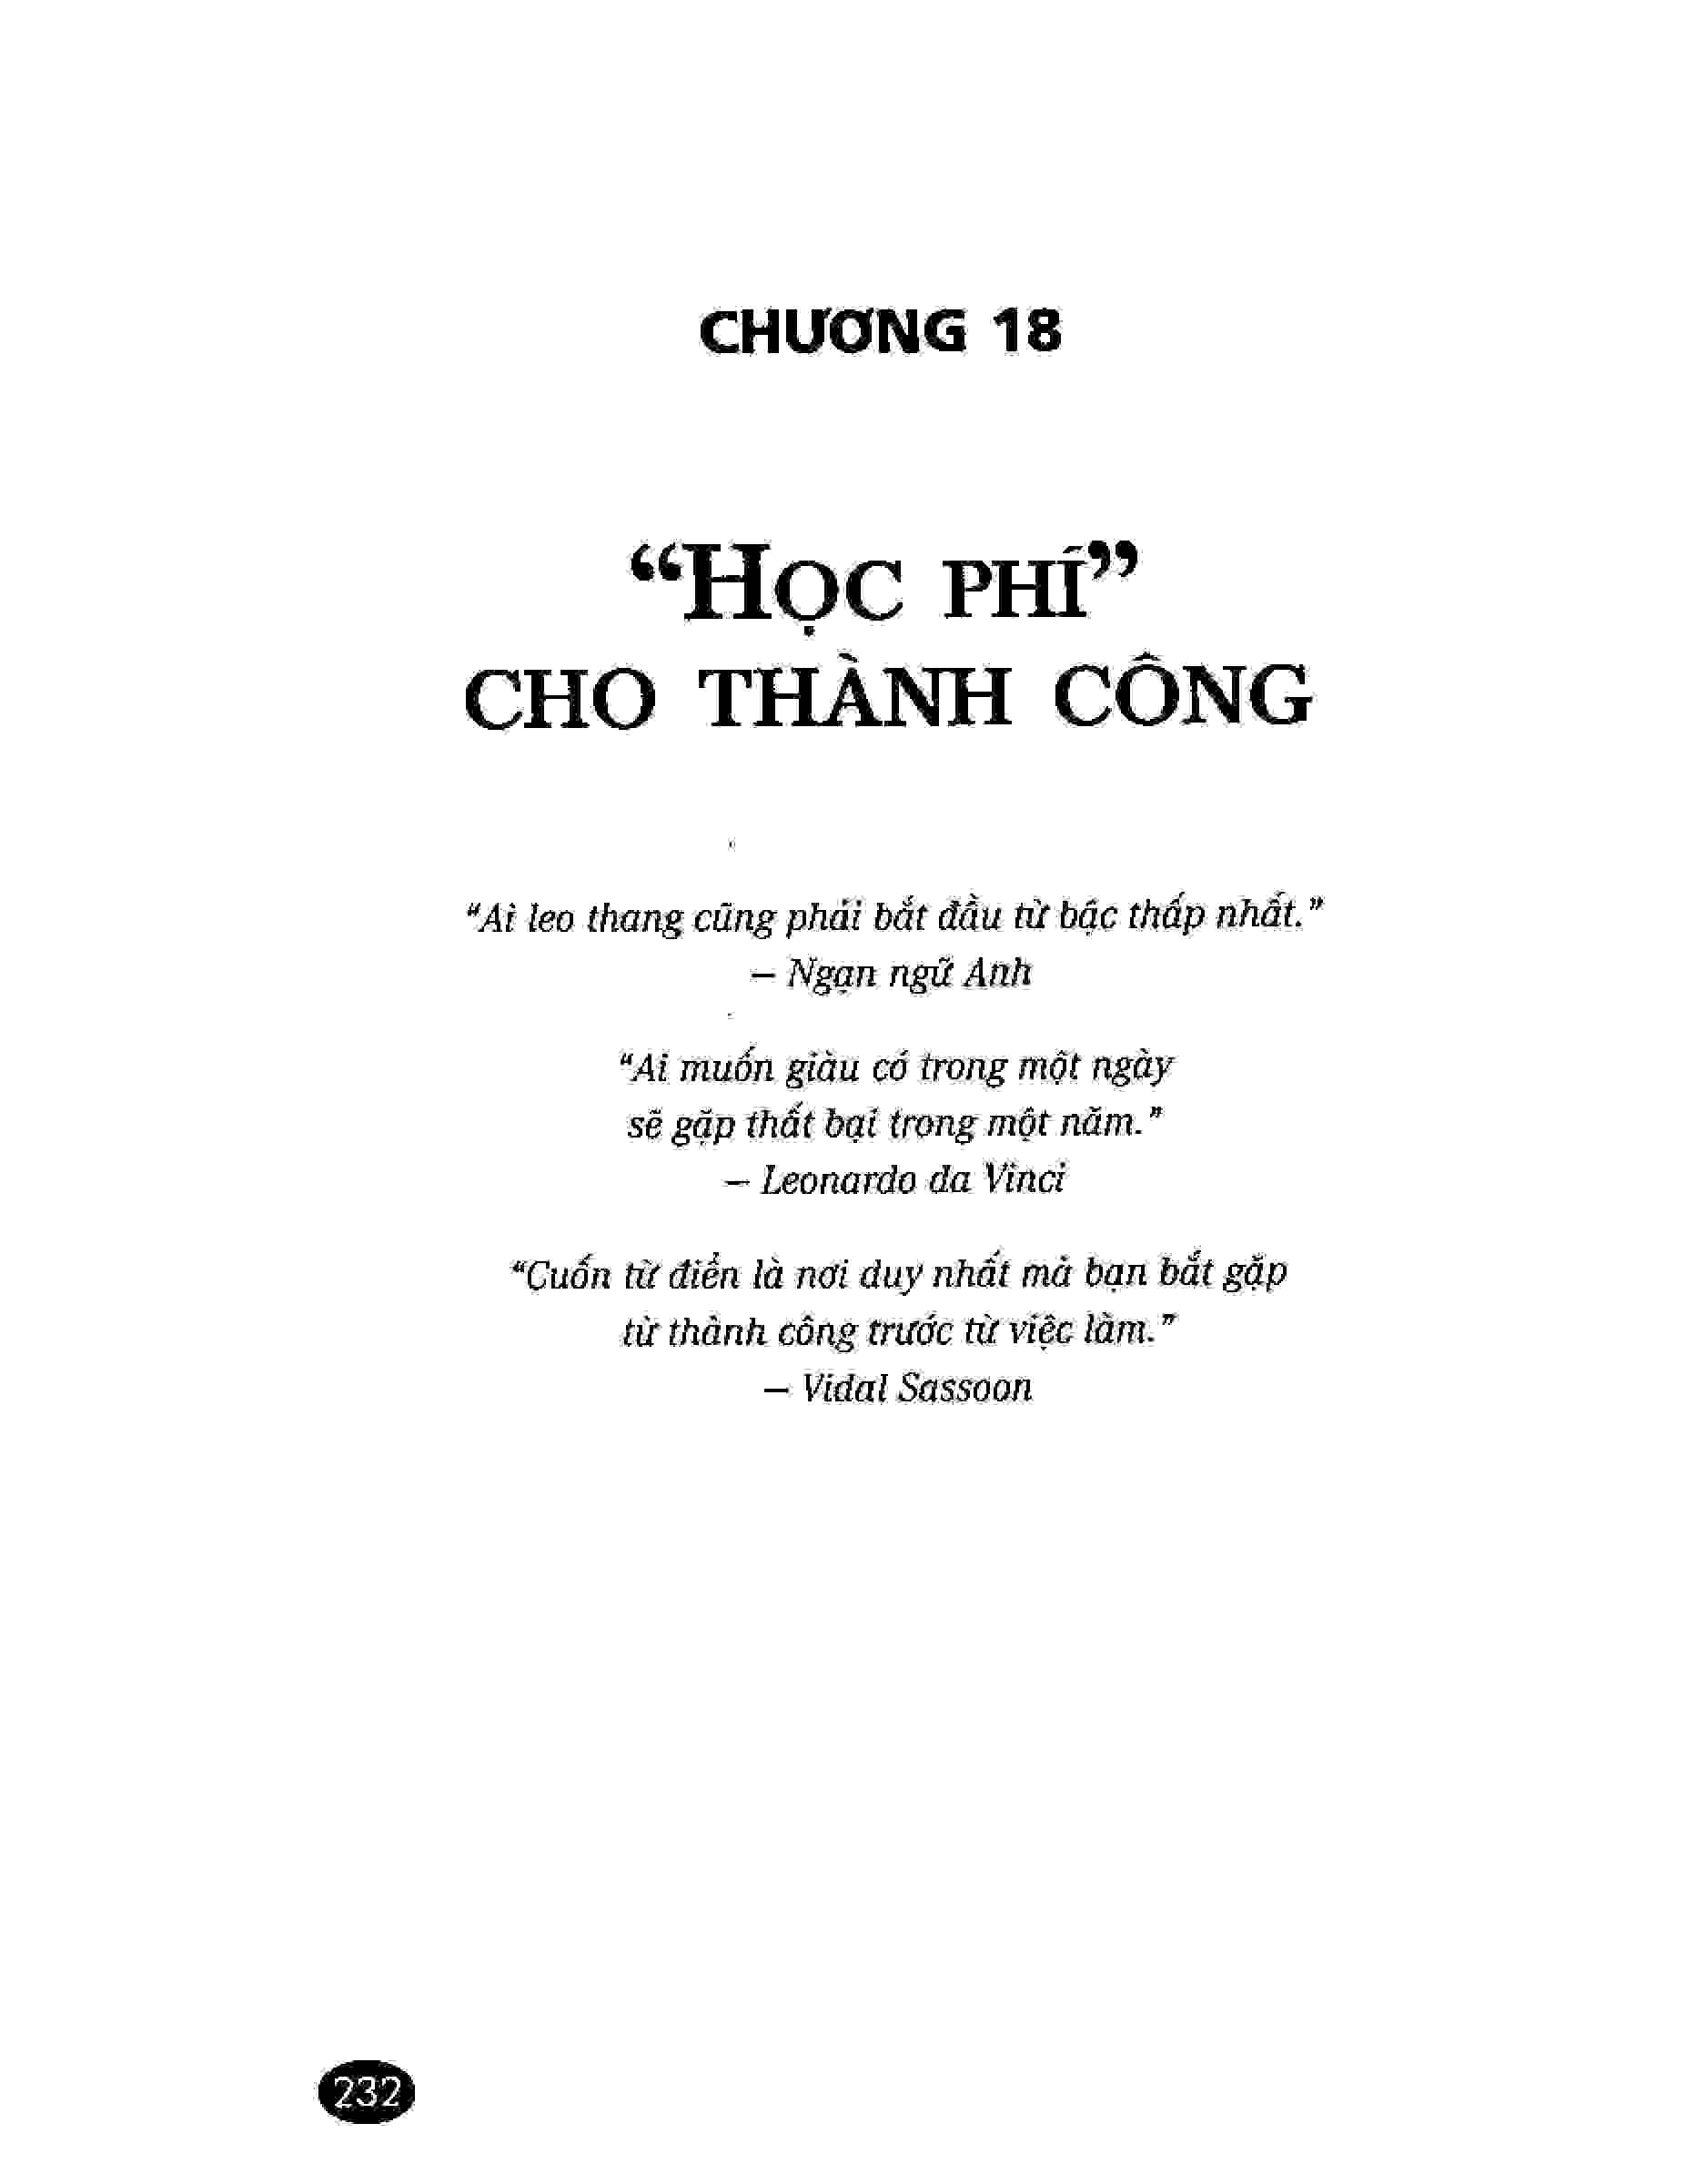 CHƯƠNG 18
“HỌC PHÍ”
CHO THÀNH CÔNG
“Ai leo thang cũng phải bắt đầu từ bậc thấp nhất.”
– Ngạn ngữ Anh
“Ai muốn giàu có trong một ngày
sẽ gặp thất bại trong một năm.”
– Leonardo da Vinci
“Cuốn từ điển là nơi duy nhất mà bạn bắt gặp
từ thành công trước từ việc làm.”
– Vidal Sassoon
232